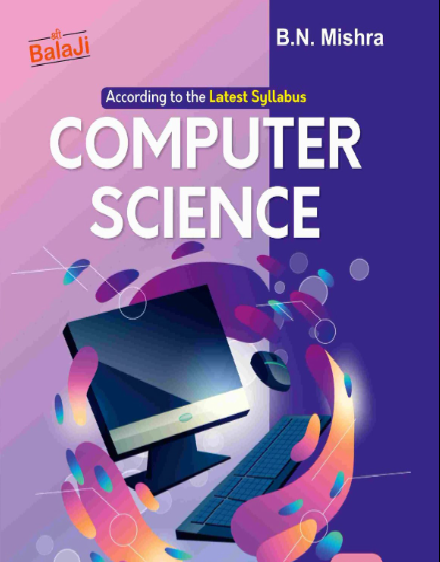 श्री
BalaJi
B.N. Mishra
According to the Latest Syllabus
COMPUTER
SCIENCE